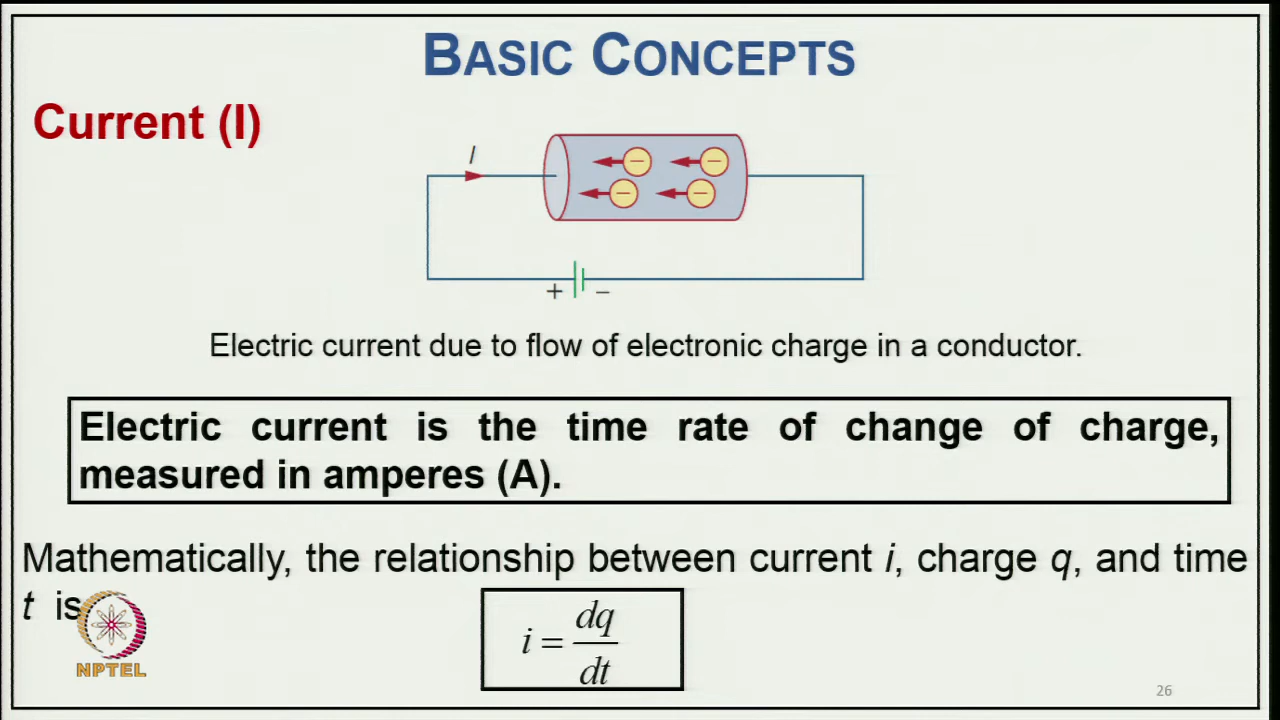 BASIC CONCEPTS
Current (I)
I
+ −
Electric current due to flow of electronic charge in a conductor.
Electric current is the time rate of change of charge,
measured in amperes (A).
Mathematically, the relationship between current i, charge q, and time
t is
i = dq/dt
NPTEL
26